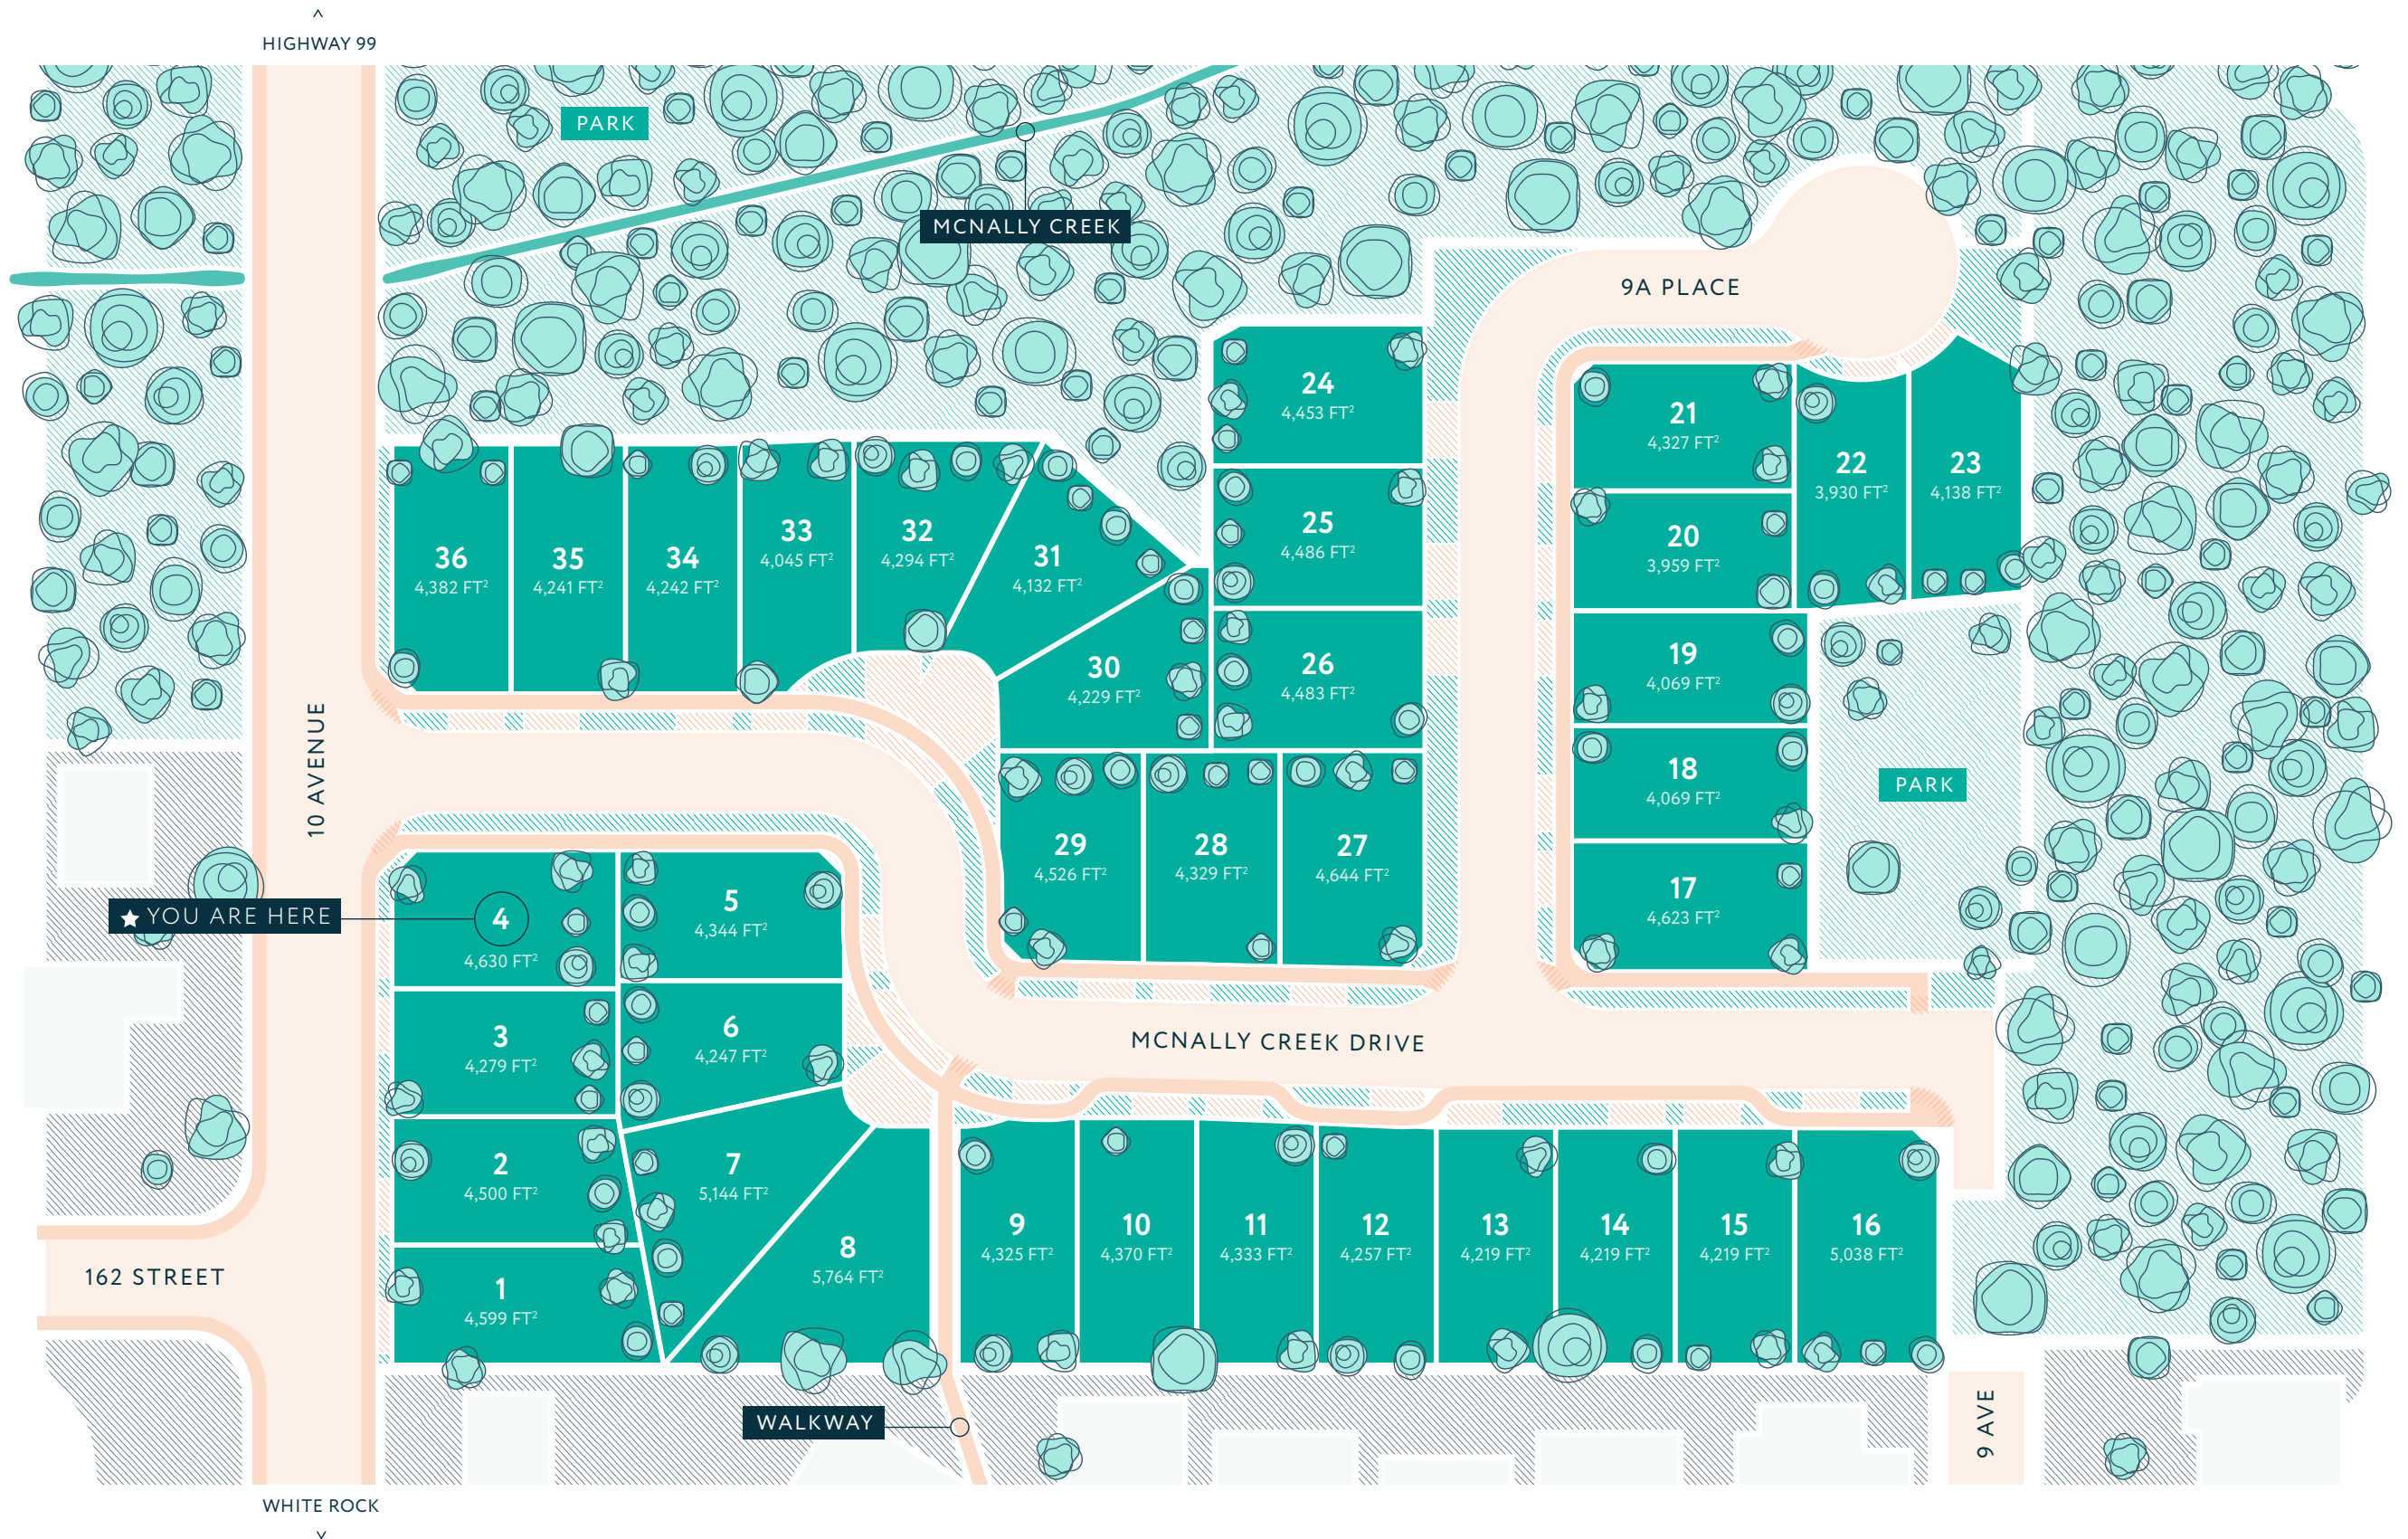 HIGHWAY 99
PARK
MCNALLY CREEK
9A PLACE
24
4,453 FT²
21
4,327 FT²
22
3,930 FT²
23
4,138 FT²
36
4,382 FT²
35
4,241 FT²
34
4,242 FT²
33
4,045 FT²
32
4,294 FT²
31
4,132 FT²
25
4,486 FT²
20
3,959 FT²
30
4,229 FT²
26
4,483 FT²
19
4,069 FT²
10 AVENUE
18
4,069 FT²
PARK
29
4,526 FT²
28
4,329 FT²
27
4,644 FT²
17
4,623 FT²
★ YOU ARE HERE
4
4,630 FT²
5
4,344 FT²
3
4,279 FT²
6
4,247 FT²
MCNALLY CREEK DRIVE
2
4,500 FT²
7
5,144 FT²
162 STREET
1
4,599 FT²
8
5,764 FT²
9
4,325 FT²
10
4,370 FT²
11
4,333 FT²
12
4,257 FT²
13
4,219 FT²
14
4,219 FT²
15
4,219 FT²
16
5,038 FT²
WALKWAY
9 AVE
WHITE ROCK